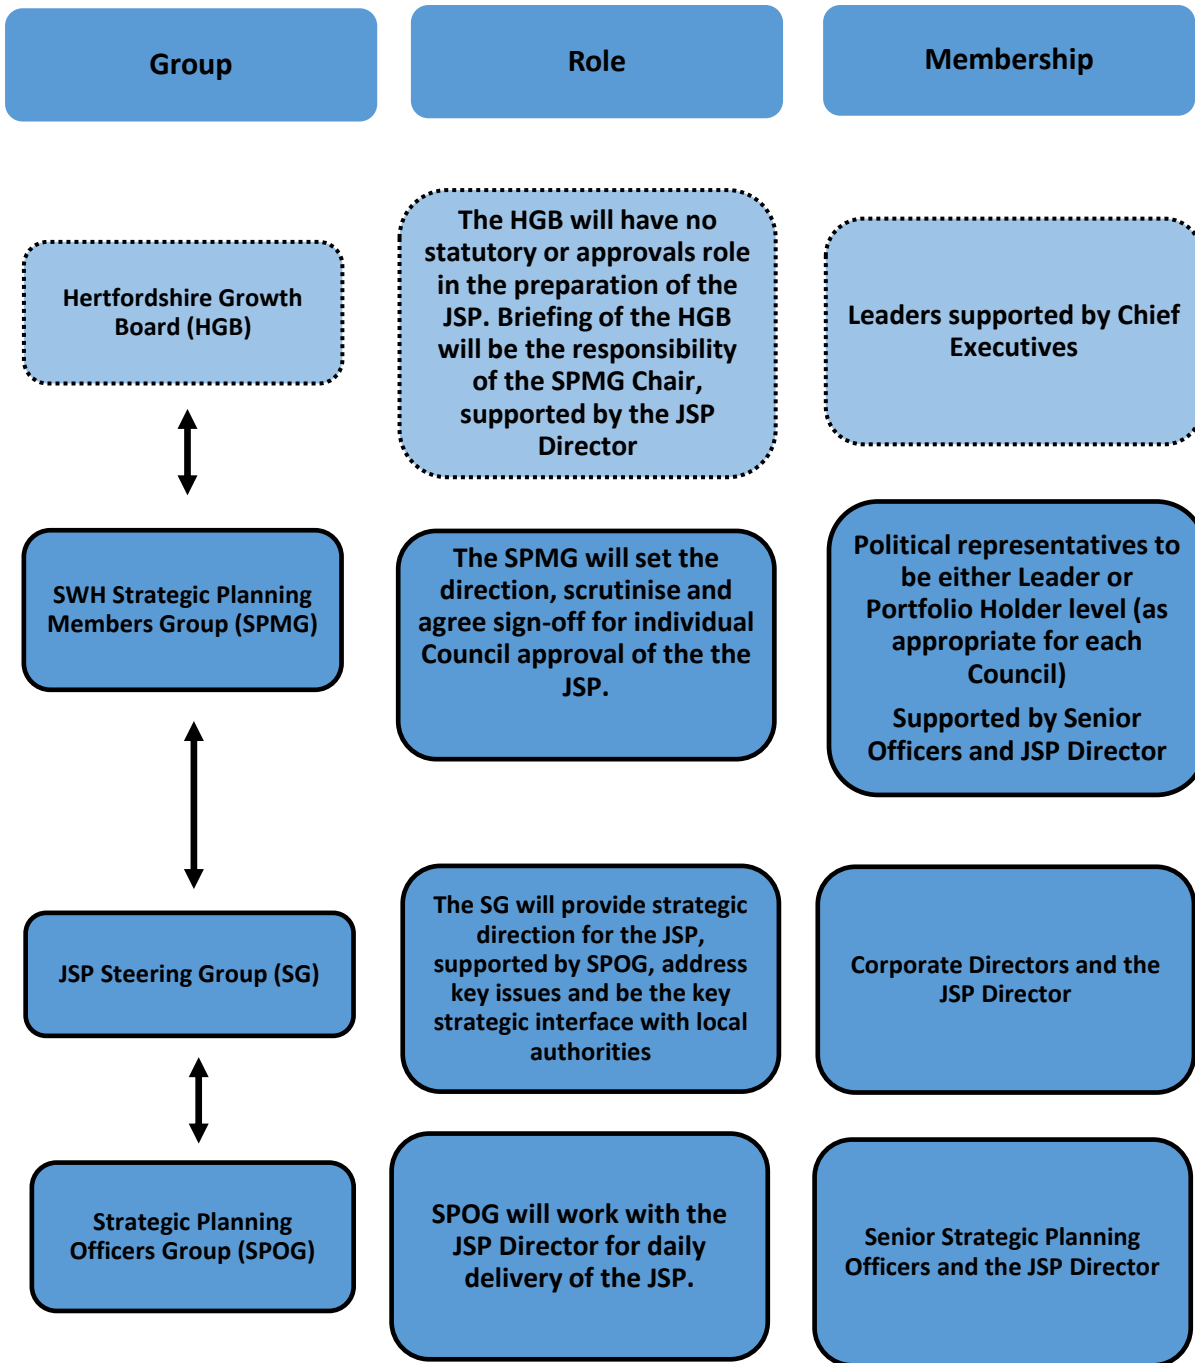 Group
Role
Membership
Hertfordshire Growth
Board (HGB)
The HGB will have no
statutory or approvals role
in the preparation of the
JSP. Briefing of the HGB
will be the responsibility
of the SPMG Chair,
supported by the JSP
Director
Leaders supported by Chief
Executives
SWH Strategic Planning
Members Group (SPMG)
The SPMG will set the
direction, scrutinise and
agree sign-off for individual
Council approval of the the
JSP.
Political representatives to
be either Leader or
Portfolio Holder level (as
appropriate for each
Council)
Supported by Senior
Officers and JSP Director
JSP Steering Group (SG)
The SG will provide strategic
direction for the JSP,
supported by SPOG, address
key issues and be the key
strategic interface with local
authorities
Corporate Directors and the
JSP Director
Strategic Planning
Officers Group (SPOG)
SPOG will work with the
JSP Director for daily
delivery of the JSP.
Senior Strategic Planning
Officers and the JSP Director